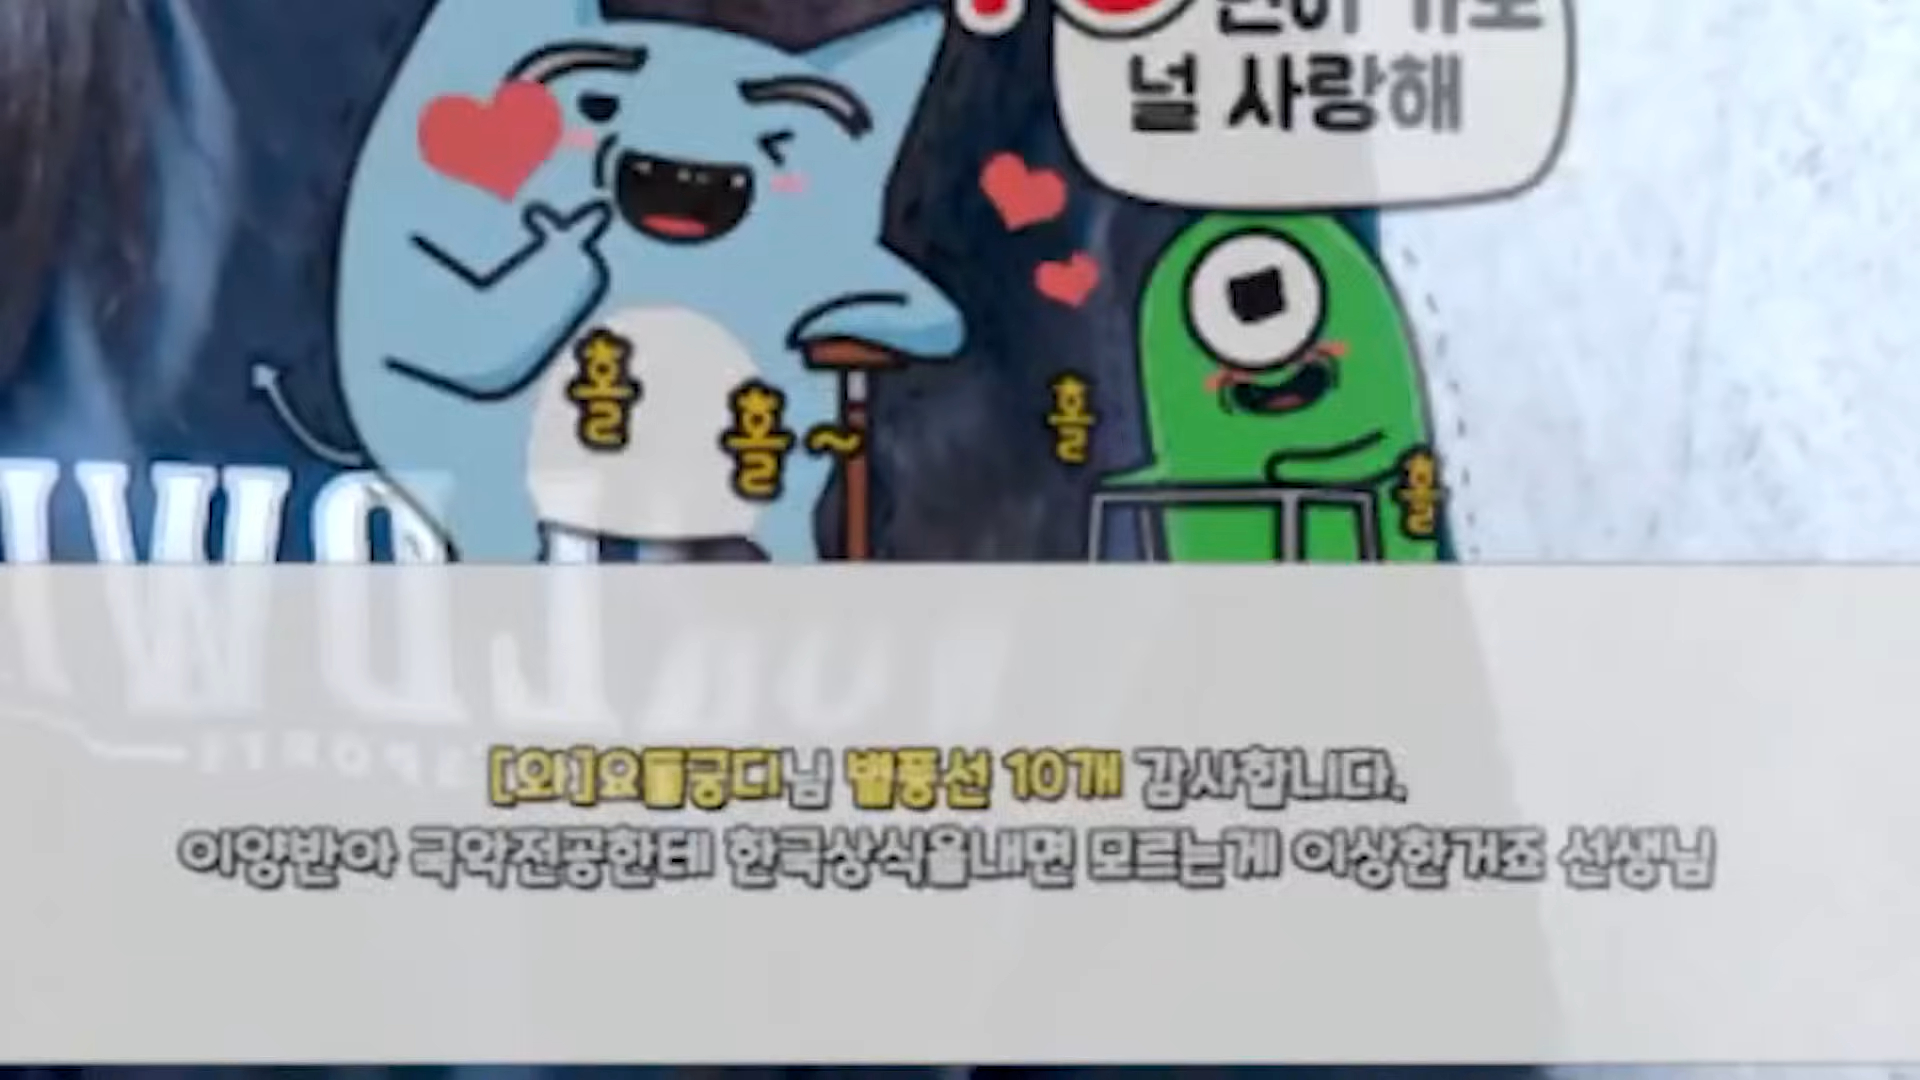 널 사랑해
홀
홀~
홀
홀
[와]요들궁디님 별풍선 10개 감사합니다.
이양반아 국악전공한테 한국상식을내면 모르는게 이상한거죠 선생님